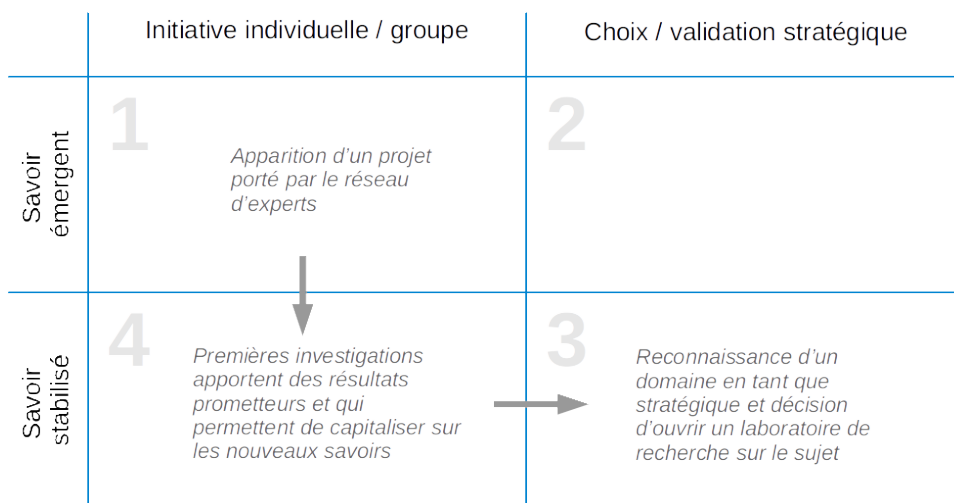 Initiative individuelle / groupe
Choix / validation stratégique
Savoir
émergent
1
Apparition d'un projet
porté par le réseau
d'experts
2
Savoir
stabilisé
4
Premières investigations
apportent des résultats
prometteurs et qui
permettent de capitaliser sur
les nouveaux savoirs
3
Reconnaissance d'un
domaine en tant que
stratégique et décision
d'ouvrir un laboratoire de
recherche sur le sujet